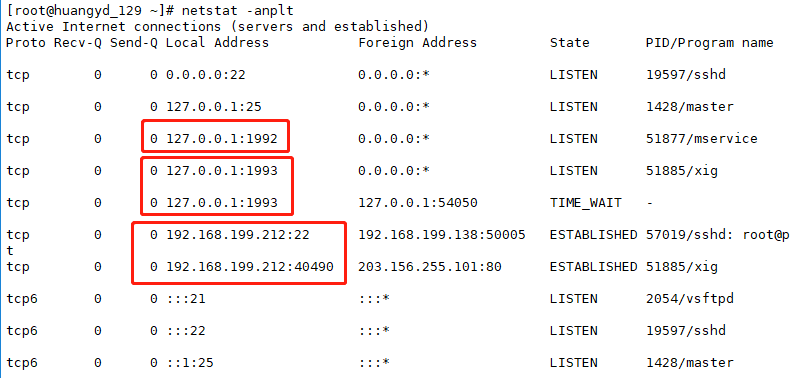 [root@huangyd_129 ~]# netstat -anplt
Active Internet connections (servers and established)
Proto Recv-Q Send-Q Local Address           Foreign Address         State       PID/Program name
tcp        0      0 0.0.0.0:22              0.0.0.0:*               LISTEN      19597/sshd
tcp        0      0 127.0.0.1:25            0.0.0.0:*               LISTEN      1428/master
tcp        0      0 127.0.0.1:1992          0.0.0.0:*               LISTEN      51877/mservice
tcp        0      0 127.0.0.1:1993          0.0.0.0:*               LISTEN      51885/xig
tcp        0      0 127.0.0.1:1993          127.0.0.1:54050         TIME_WAIT   -
tcp        0      0 192.168.199.212:22      192.168.199.138:50005   ESTABLISHED 57019/sshd: root@p
t
tcp        0      0 192.168.199.212:40490   203.156.255.101:80      ESTABLISHED 51885/xig
tcp6       0      0 :::21                   :::*                    LISTEN      2054/vsftpd
tcp6       0      0 :::22                   :::*                    LISTEN      19597/sshd
tcp6       0      0 ::1:25                  :::*                    LISTEN      1428/master